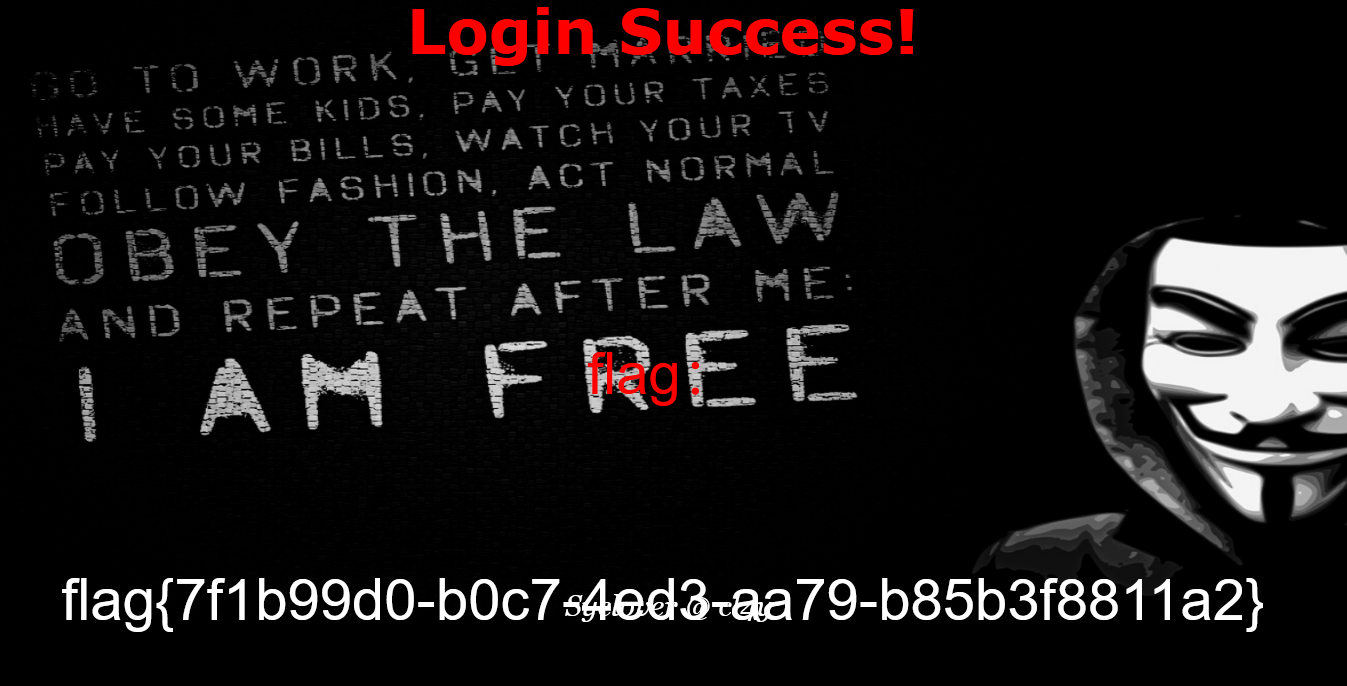 Login Success!
GO TO WORK, GET MARRIED
HAVE SOME KIDS, PAY YOUR TAXES
PAY YOUR BILLS, WATCH YOUR TV
FOLLOW FASHION, ACT NORMAL
OBEY THE LAW
AND REPEAT AFTER ME:
I AM FREE
flag:
flag{7f1b99d0-b0c7-4ed3-aa79-b85b3f8811a2}
Syclover @ cl4y